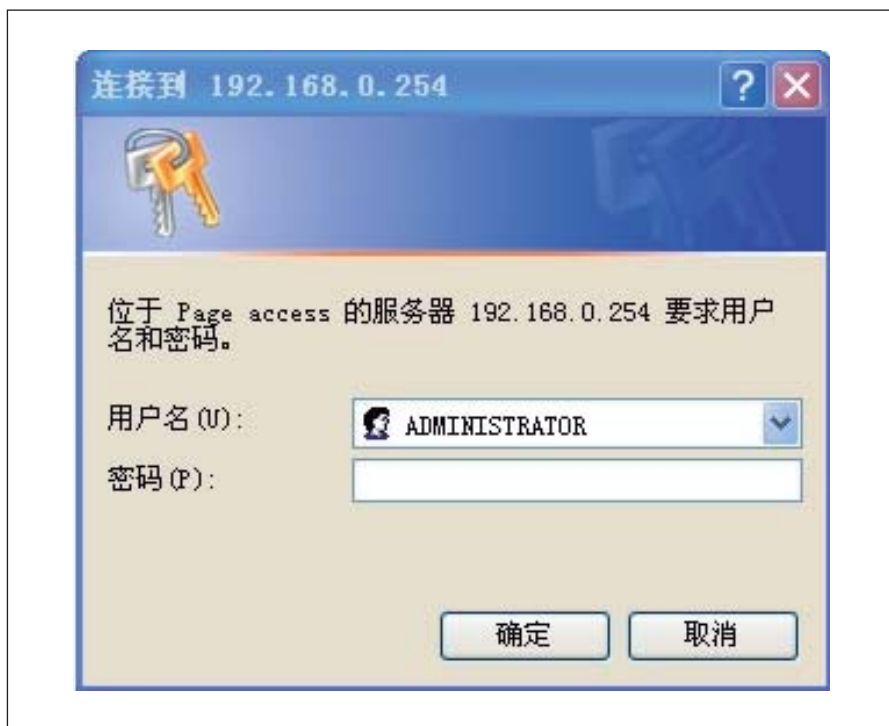 连接到 192.168.0.254
位于 Page access 的服务器 192.168.0.254 要求用户
名和密码。
用户名(U):
ADMINISTRATOR
密码(P):
确定
取消